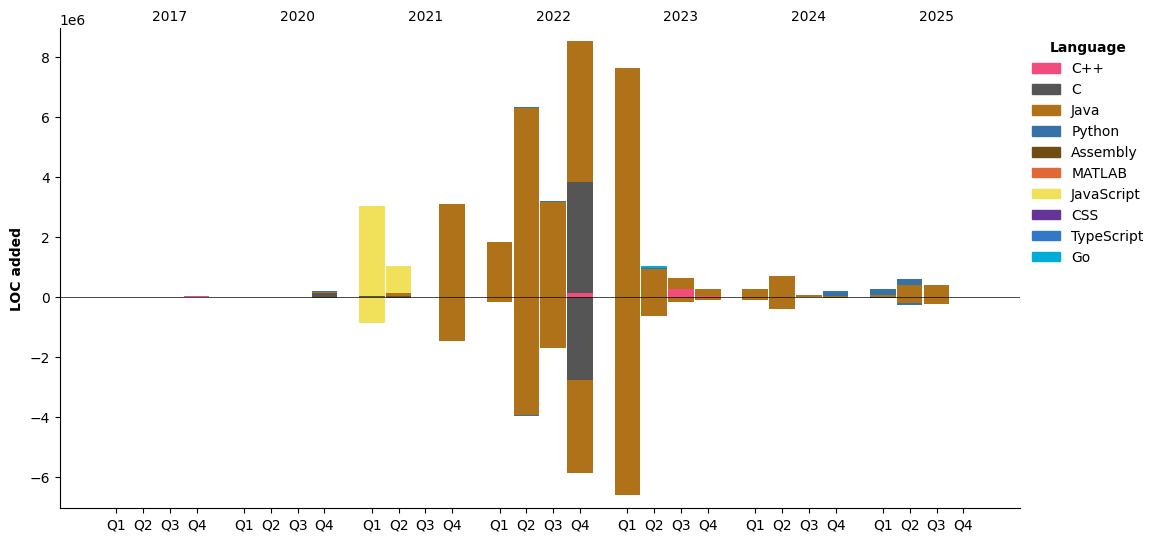 1e6
2017 2020 2021 2022 2023 2024 2025
Language
C++
C
Java
Python
Assembly
MATLAB
JavaScript
CSS
TypeScript
Go
LOC added
8
6
4
2
0
−2
−4
−6
Q1 Q2 Q3 Q4 Q1 Q2 Q3 Q4 Q1 Q2 Q3 Q4 Q1 Q2 Q3 Q4 Q1 Q2 Q3 Q4 Q1 Q2 Q3 Q4 Q1 Q2 Q3 Q4